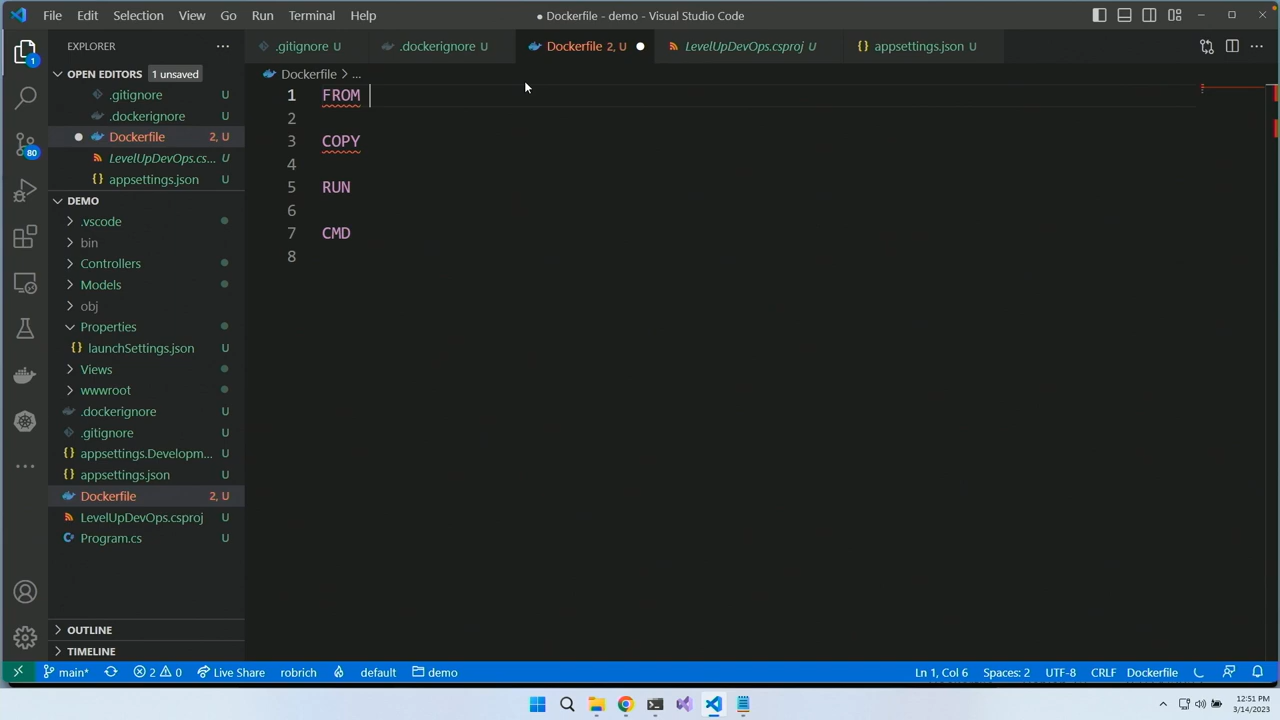 File Edit Selection View Go Run Terminal Help
● Dockerfile - demo - Visual Studio Code
EXPLORER
.gitignore U
.dockerignore U
Dockerfile 2, U
LevelUpDevOps.csproj U
appsettings.json U
OPEN EDITORS 1 unsaved
.gitignore U
.dockerignore U
Dockerfile 2, U
LevelUpDevOps.cs... U
appsettings.json U
DEMO
.vscode
bin
Controllers
Models
obj
Properties
launchSettings.json U
Views
wwwroot
.dockerignore U
.gitignore U
appsettings.Developm... U
appsettings.json U
Dockerfile 2, U
LevelUpDevOps.csproj U
Program.cs U
OUTLINE
TIMELINE
1
80
Dockerfile > ...
1 FROM
2
3 COPY
4
5 RUN
6
7 CMD
8
main* 2 0 Live Share robrich default demo
Ln 1, Col 6 Spaces: 2 UTF-8 CRLF Dockerfile
12:51 PM
3/14/2023